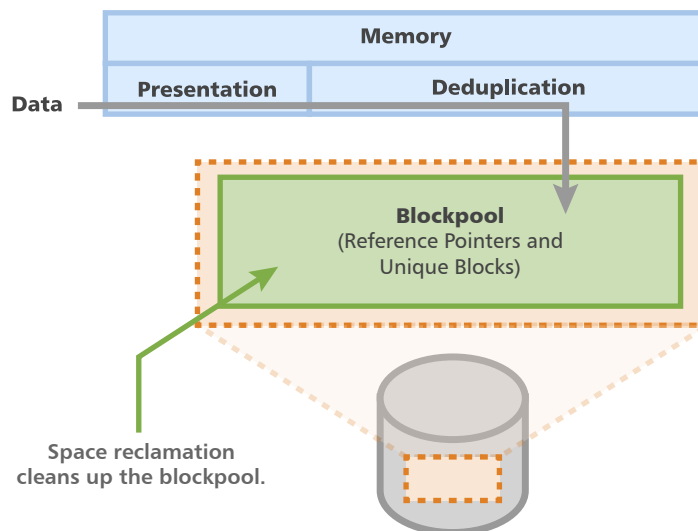 Memory
Presentation
Deduplication
Data
Blockpool
(Reference Pointers and
Unique Blocks)
Space reclamation
cleans up the blockpool.